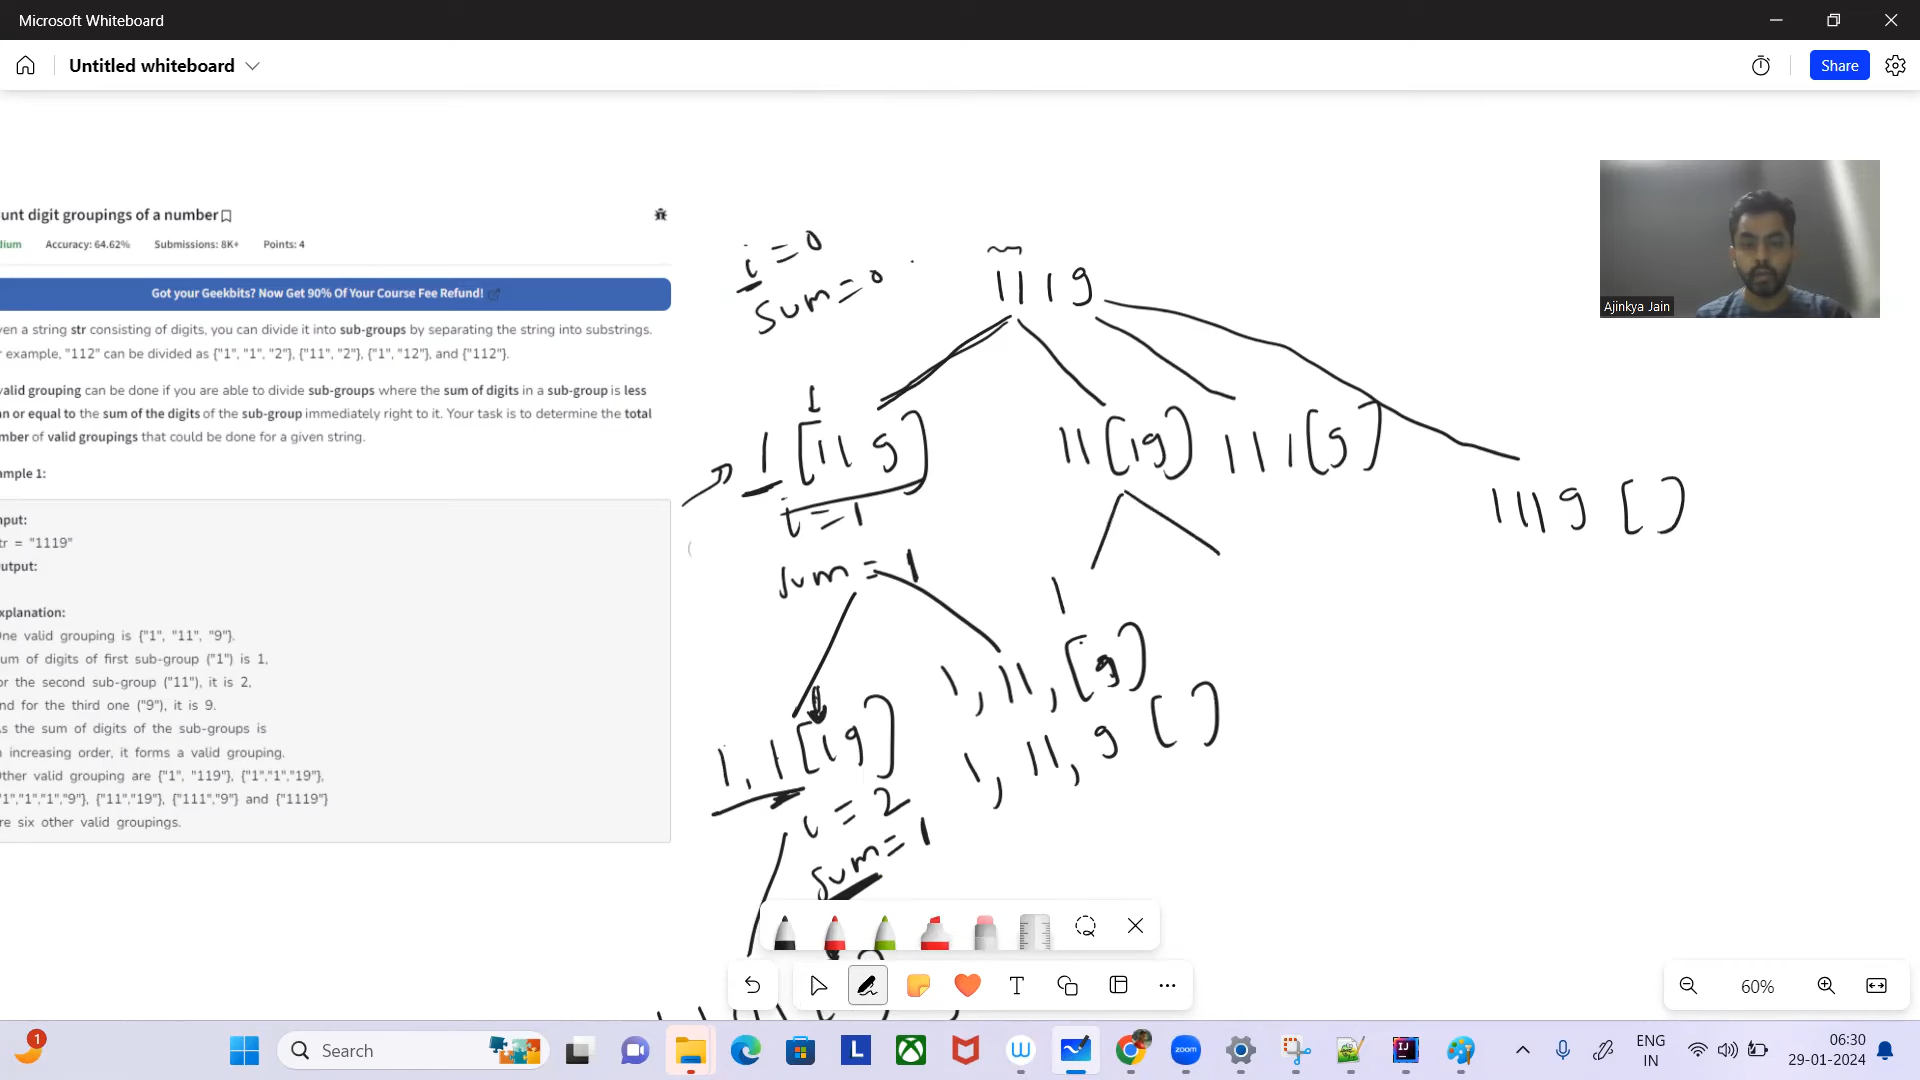 Microsoft Whiteboard
Untitled whiteboard
Share
unt digit groupings of a number
dium Accuracy: 64.62% Submissions: 8K+ Points: 4
Got your Geekbits? Now Get 90% Of Your Course Fee Refund!
ven a string str consisting of digits, you can divide it into sub-groups by separating the string into substrings.
r example, "112" can be divided as {"1", "1", "2"}, {"11", "2"}, {"1", "12"}, and {"112"}.
valid grouping can be done if you are able to divide sub-groups where the sum of digits in a sub-group is less
an or equal to the sum of the digits of the sub-group immediately right to it. Your task is to determine the total
mber of valid groupings that could be done for a given string.
ample 1:
nput:
tr = "1119"
utput:
xplanation:
One valid grouping is {"1", "11", "9"}.
um of digits of first sub-group ("1") is 1,
or the second sub-group ("11"), it is 2,
nd for the third one ("9"), it is 9.
s the sum of digits of the sub-groups is
n increasing order, it forms a valid grouping.
Other valid grouping are {"1", "119"}, {"1","1","19"},
"1","1","1","9"}, {"11","19"}, {"111","9"} and {"1119"}
re six other valid groupings.
i = 0
sum = 0
1119
1 [119]
i = 1
sum = 1
11 [19]
111 [9]
1119 [ ]
1
1, 1 [19]
i = 2
sum = 1
1, 11, [9]
1, 11, 9 [ ]
Ajinkya Jain
60%
1
Search
zoom
ENG
IN
06:30
29-01-2024